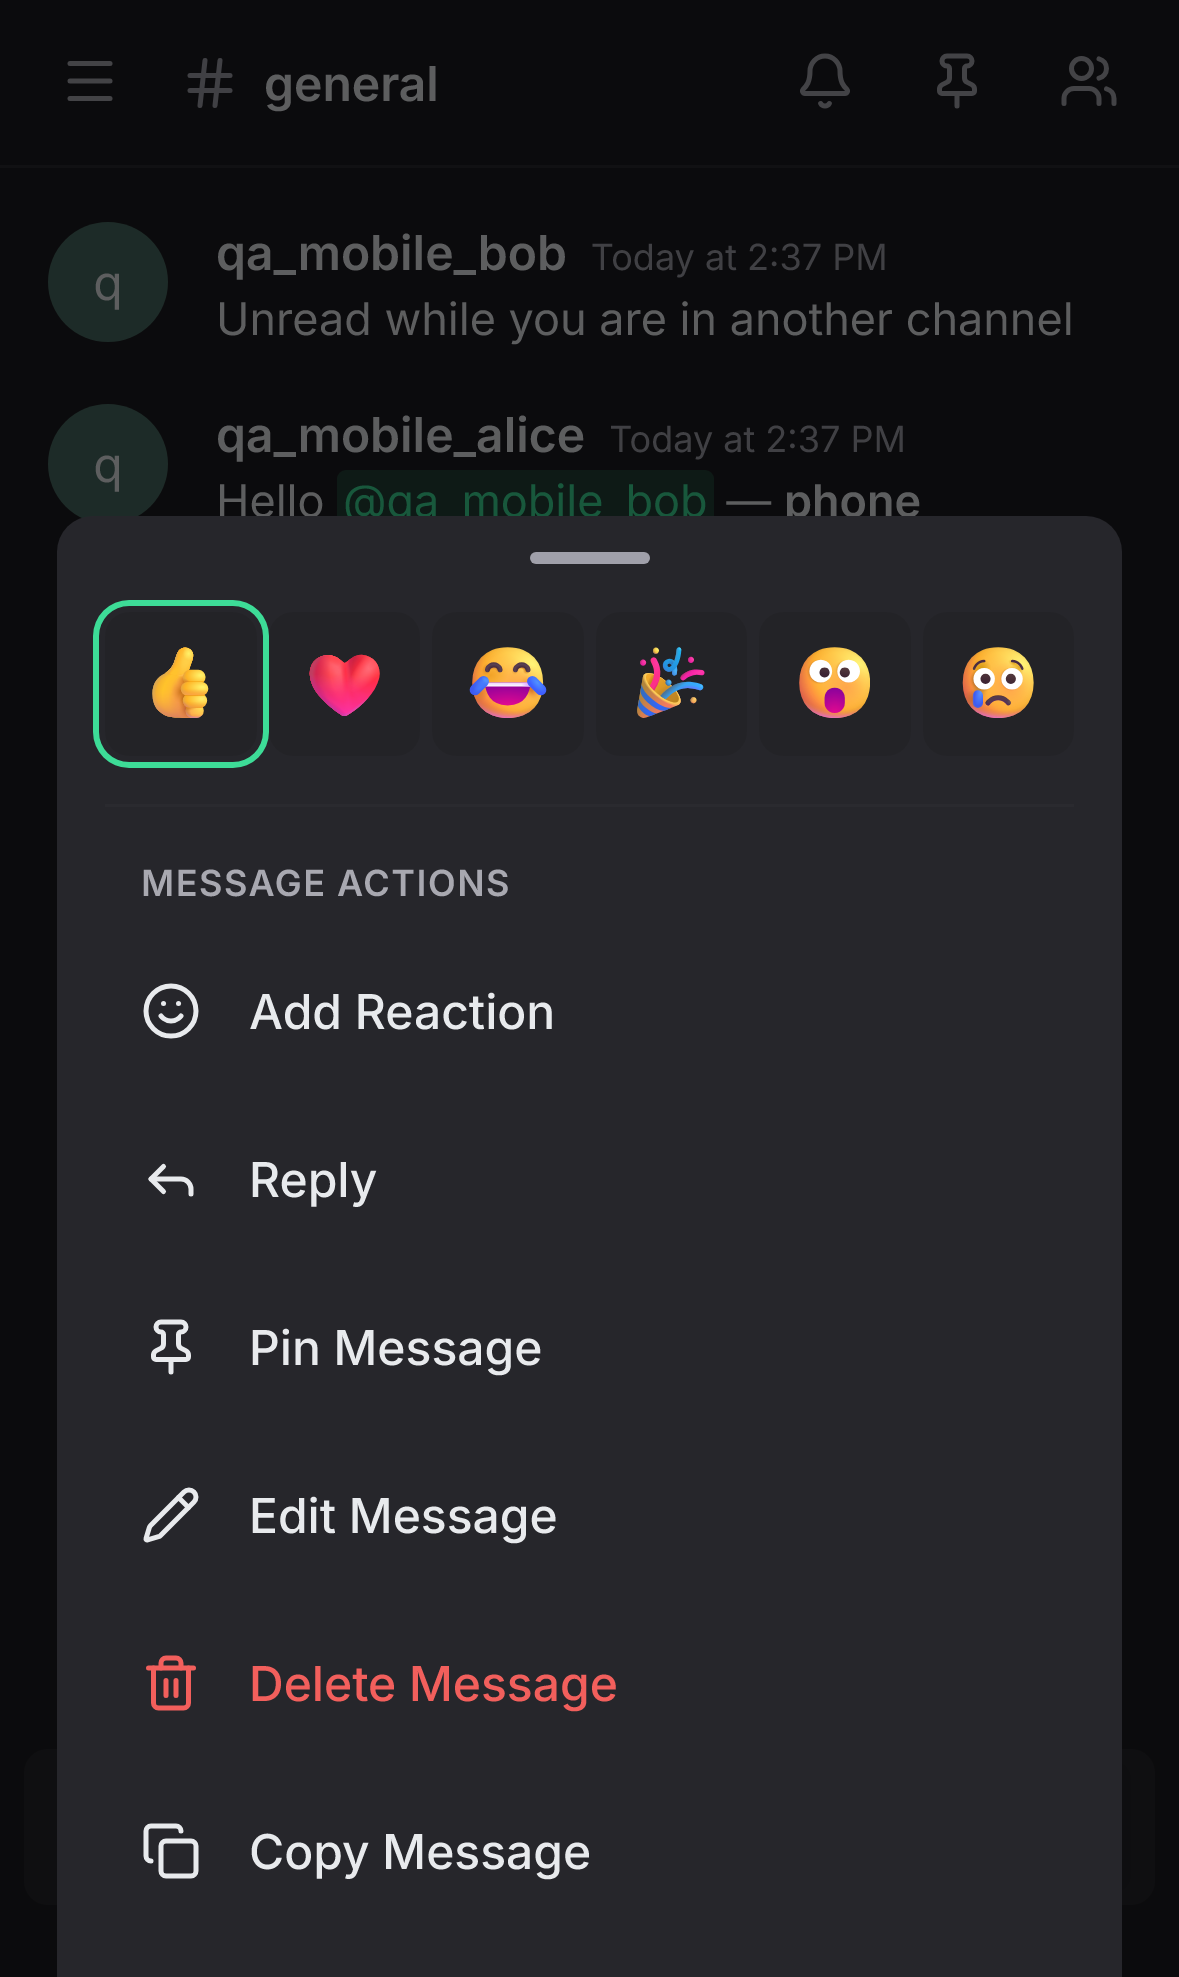 # general
q
qa_mobile_bob Today at 2:37 PM
Unread while you are in another channel
q
qa_mobile_alice Today at 2:37 PM
Hello @qa_mobile_bob — phone
MESSAGE ACTIONS
Add Reaction
Reply
Pin Message
Edit Message
Delete Message
Copy Message